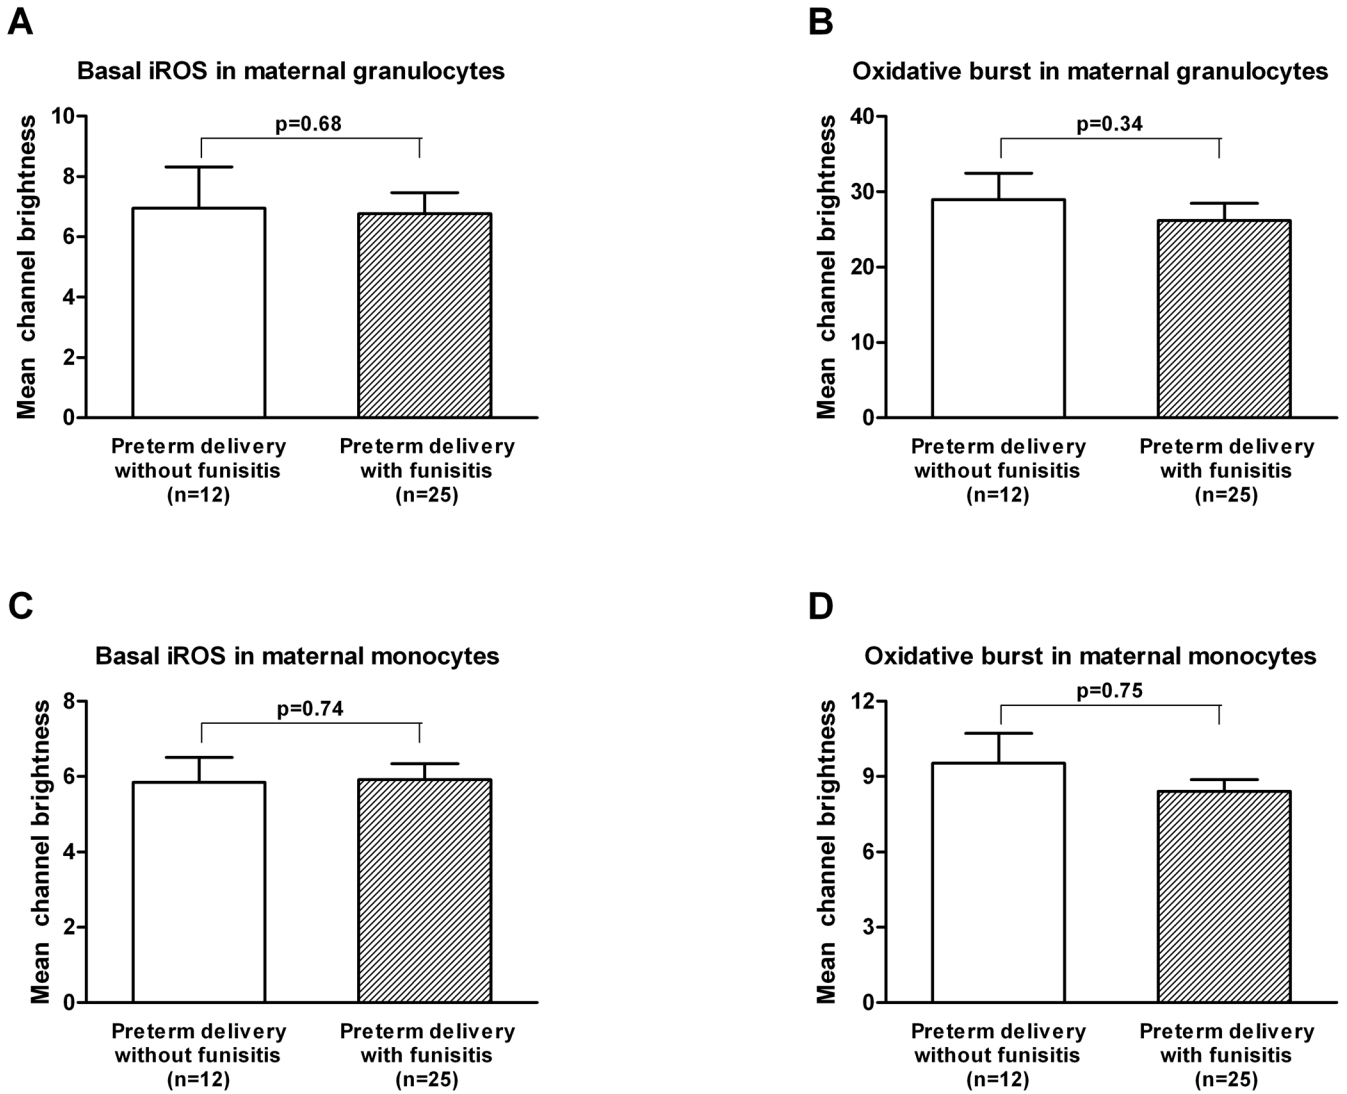 A
Basal iROS in maternal granulocytes
Mean channel brightness
10
8
6
4
2
0
p=0.68
Preterm delivery
without funisitis
(n=12)
Preterm delivery
with funisitis
(n=25)
B
Oxidative burst in maternal granulocytes
Mean channel brightness
40
30
20
10
0
p=0.34
Preterm delivery
without funisitis
(n=12)
Preterm delivery
with funisitis
(n=25)
C
Basal iROS in maternal monocytes
Mean channel brightness
8
6
4
2
0
p=0.74
Preterm delivery
without funisitis
(n=12)
Preterm delivery
with funisitis
(n=25)
D
Oxidative burst in maternal monocytes
Mean channel brightness
12
9
6
3
0
p=0.75
Preterm delivery
without funisitis
(n=12)
Preterm delivery
with funisitis
(n=25)